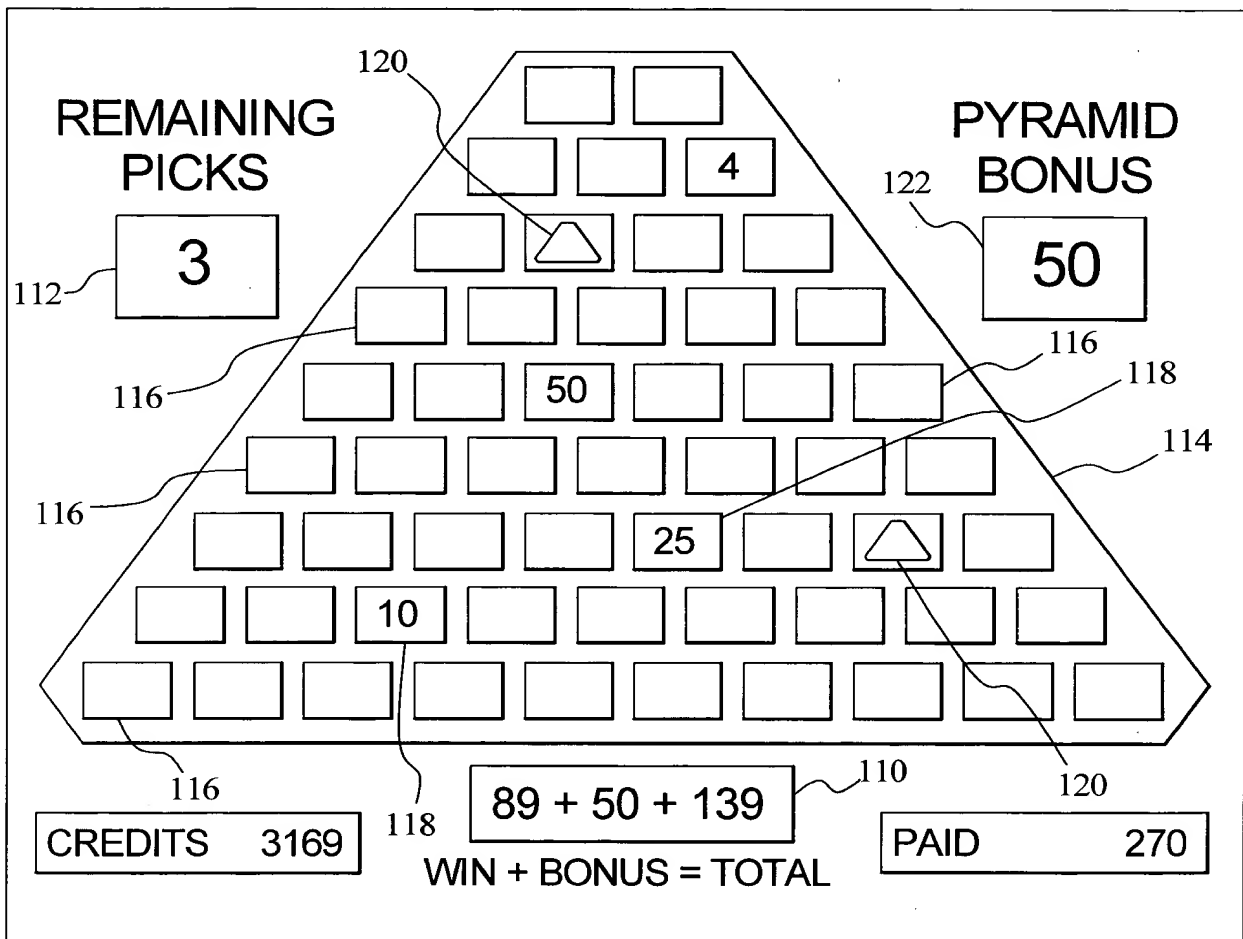 120
REMAINING
PICKS
PYRAMID
BONUS
4
122
3
50
112
116
116
118
50
114
116
25
10
116
118
89 + 50 + 139
110
120
CREDITS 3169
WIN + BONUS = TOTAL
PAID 270